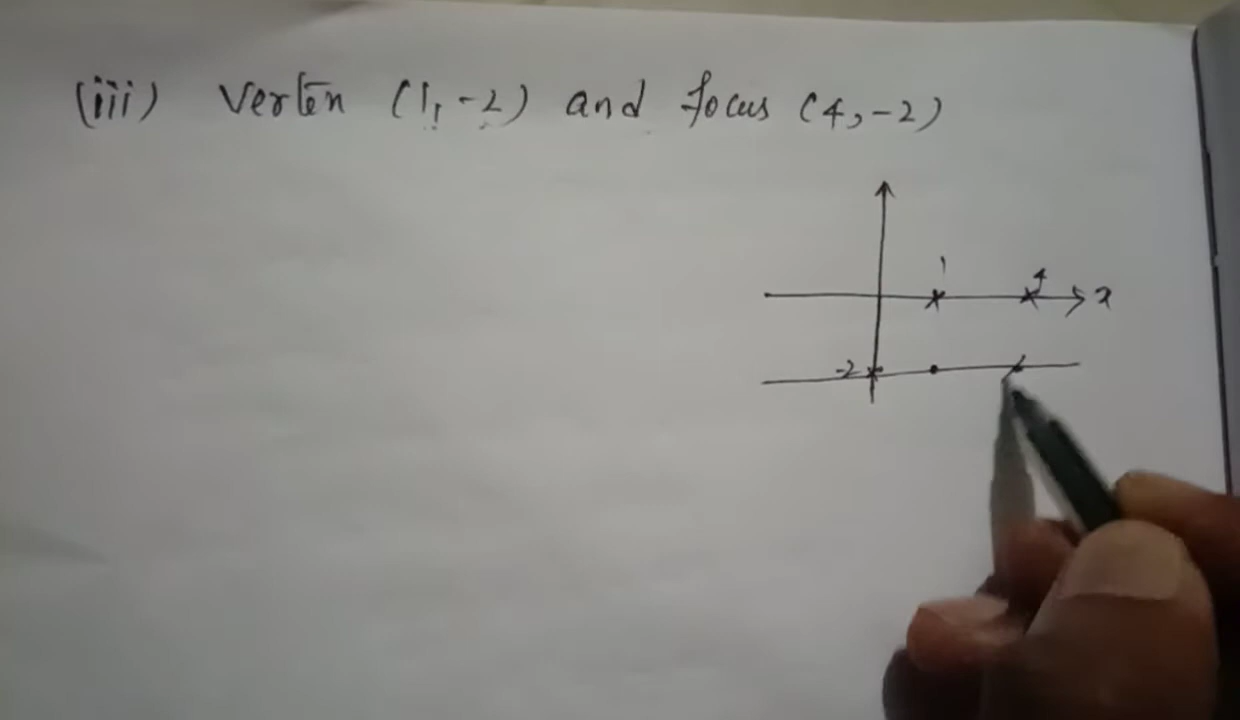 (iii) Vertex (1, -2) and focus (4, -2)
1
4
x
-2